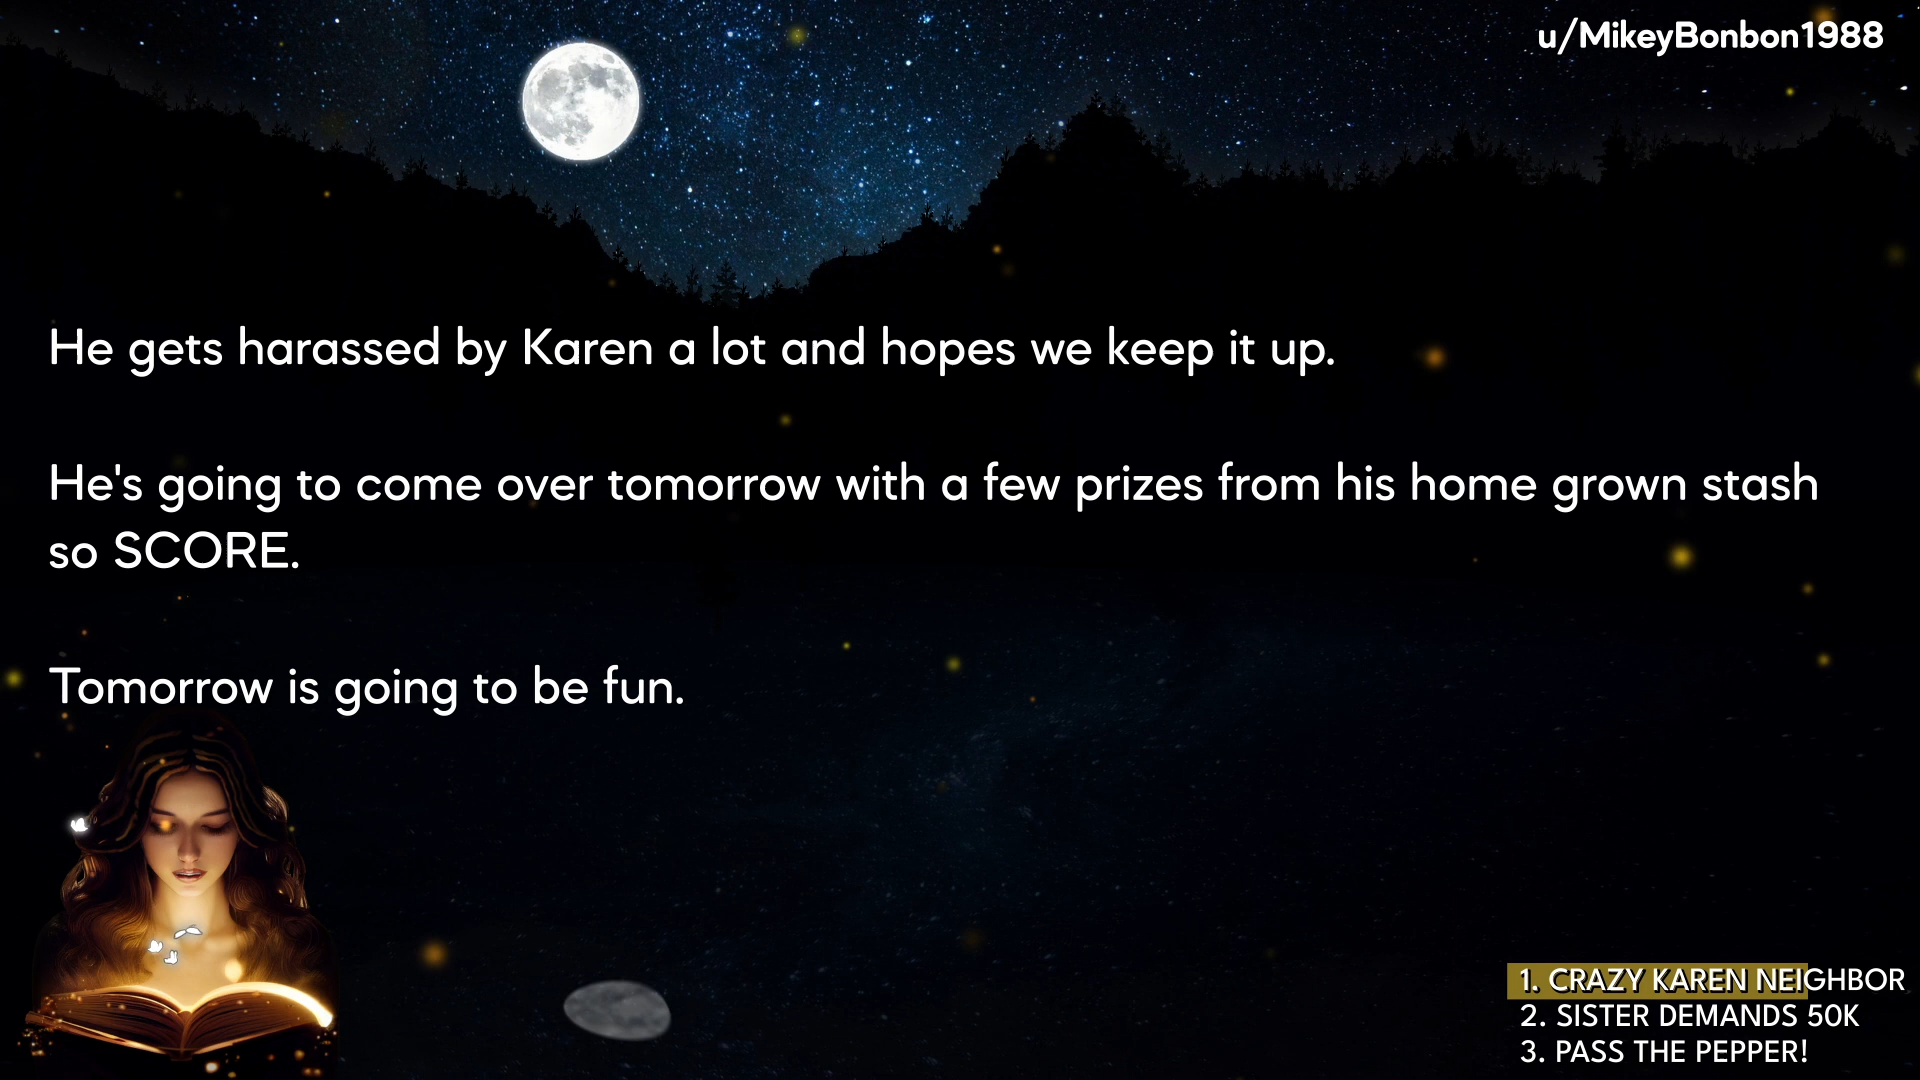 u/MikeyBonbon1988
He gets harassed by Karen a lot and hopes we keep it up.
He's going to come over tomorrow with a few prizes from his home grown stash
so SCORE.
Tomorrow is going to be fun.
1. CRAZY KAREN NEIGHBOR
2. SISTER DEMANDS 50K
3. PASS THE PEPPER!